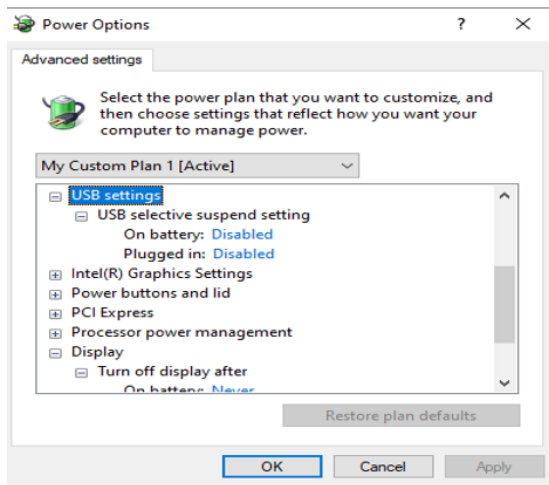 Power Options
Advanced settings
Select the power plan that you want to customize, and
then choose settings that reflect how you want your
computer to manage power.
My Custom Plan 1 [Active]
USB settings
USB selective suspend setting
On battery: Disabled
Plugged in: Disabled
Intel(R) Graphics Settings
Power buttons and lid
PCI Express
Processor power management
Display
Turn off display after
On battery: Never
Restore plan defaults
OK Cancel Apply